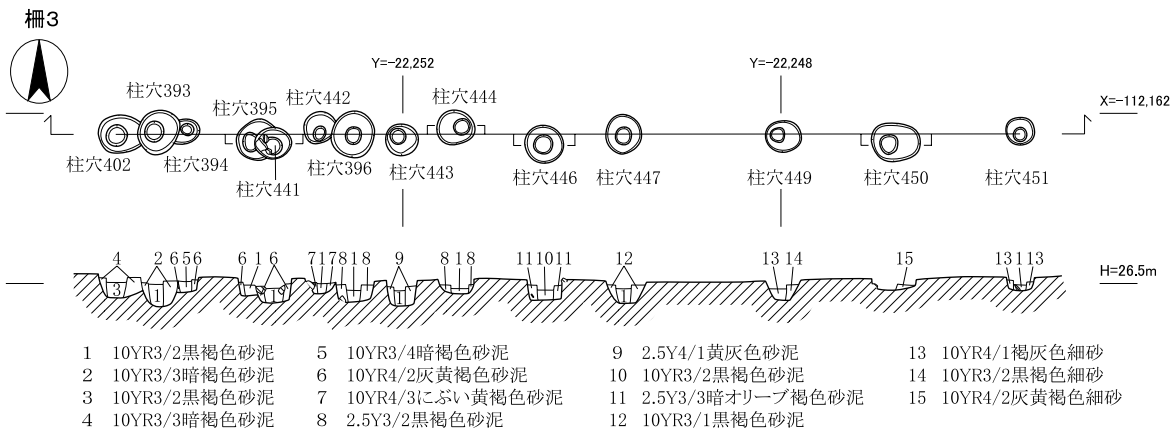 柵3
Y=-22,252
Y=-22,248
X=-112,162
柱穴393
柱穴395
柱穴442
柱穴444
柱穴402
柱穴394
柱穴441
柱穴396
柱穴443
柱穴446
柱穴447
柱穴449
柱穴450
柱穴451
4 2 6 5 6 6 1 6 7 1 7 8 1 8 9 8 1 8 11 10 11 12 13 14 15 13 1 13
H=26.5m
3 1 1 1 1 1
1 10YR3/2黒褐色砂泥
2 10YR3/3暗褐色砂泥
3 10YR3/2黒褐色砂泥
4 10YR3/3暗褐色砂泥
5 10YR3/4暗褐色砂泥
6 10YR4/2灰黄褐色砂泥
7 10YR4/3にぶい黄褐色砂泥
8 2.5Y3/2黒褐色砂泥
9 2.5Y4/1黄灰色砂泥
10 10YR3/2黒褐色砂泥
11 2.5Y3/3暗オリーブ褐色砂泥
12 10YR3/1黒褐色砂泥
13 10YR4/1褐灰色細砂
14 10YR3/2黒褐色細砂
15 10YR4/2灰黄褐色細砂